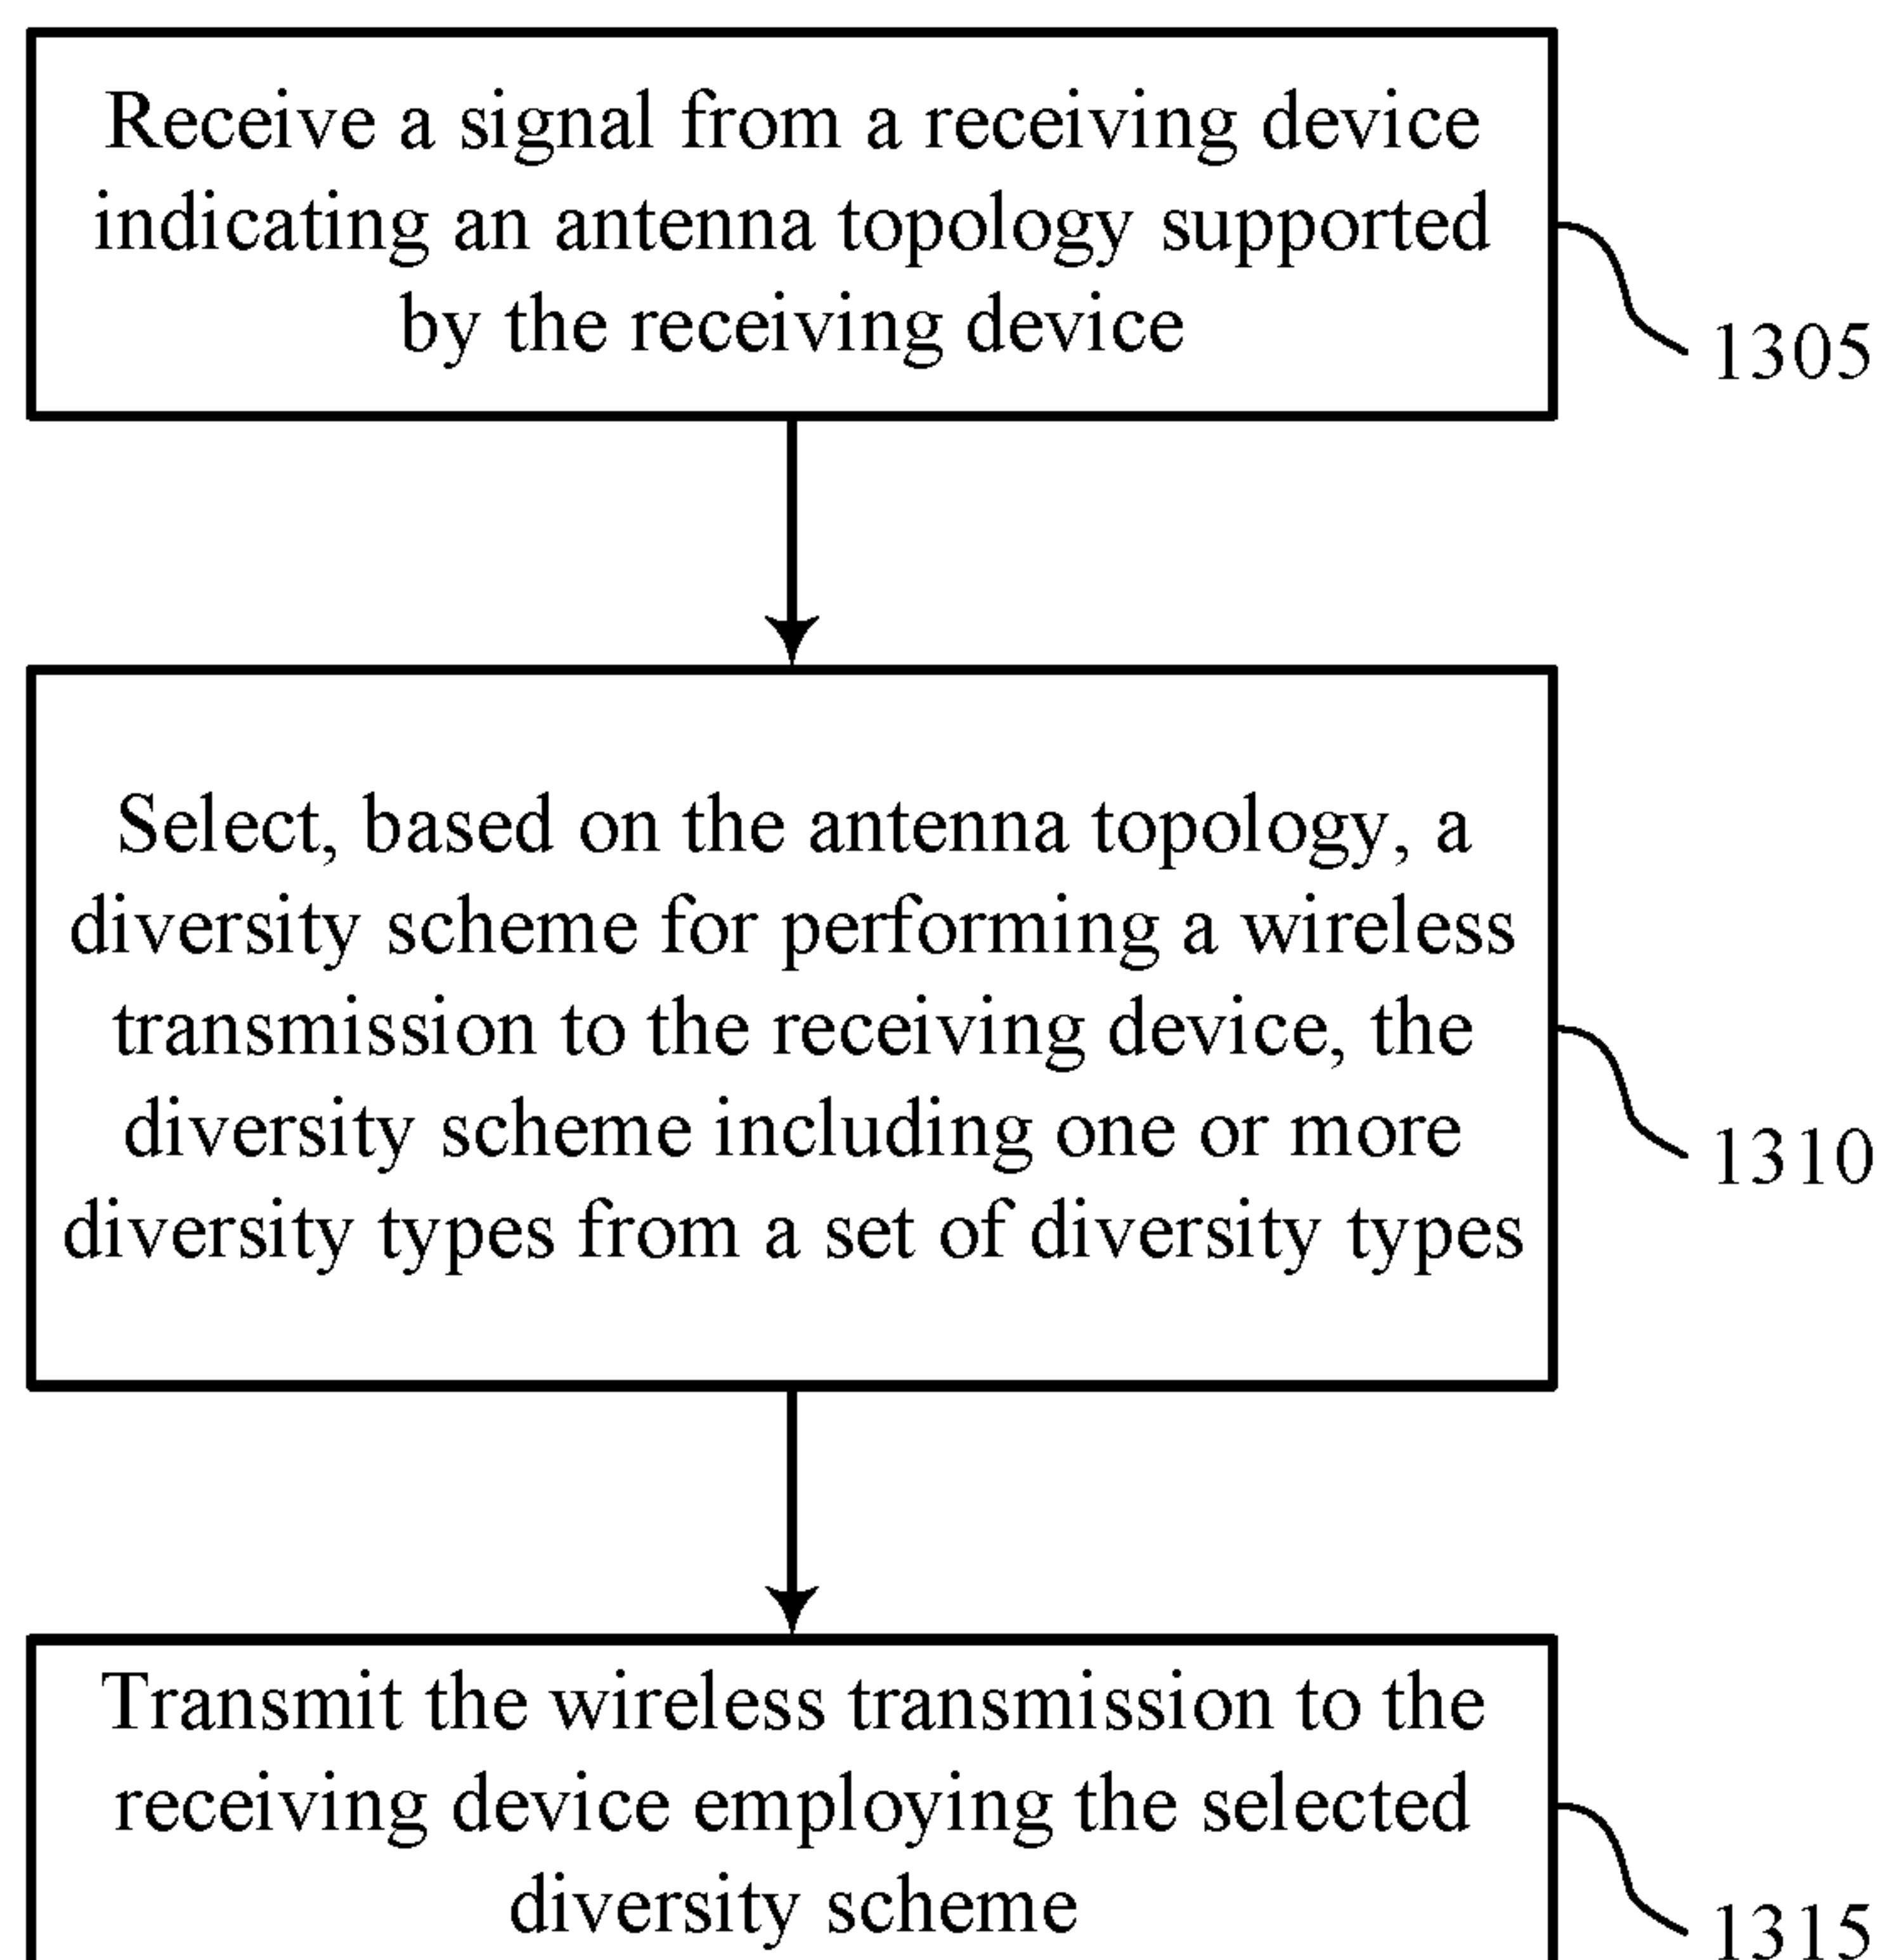 Receive a signal from a receiving device
indicating an antenna topology supported
by the receiving device
1305
Select, based on the antenna topology, a
diversity scheme for performing a wireless
transmission to the receiving device, the
diversity scheme including one or more
diversity types from a set of diversity types
1310
Transmit the wireless transmission to the
receiving device employing the selected
diversity scheme
1315